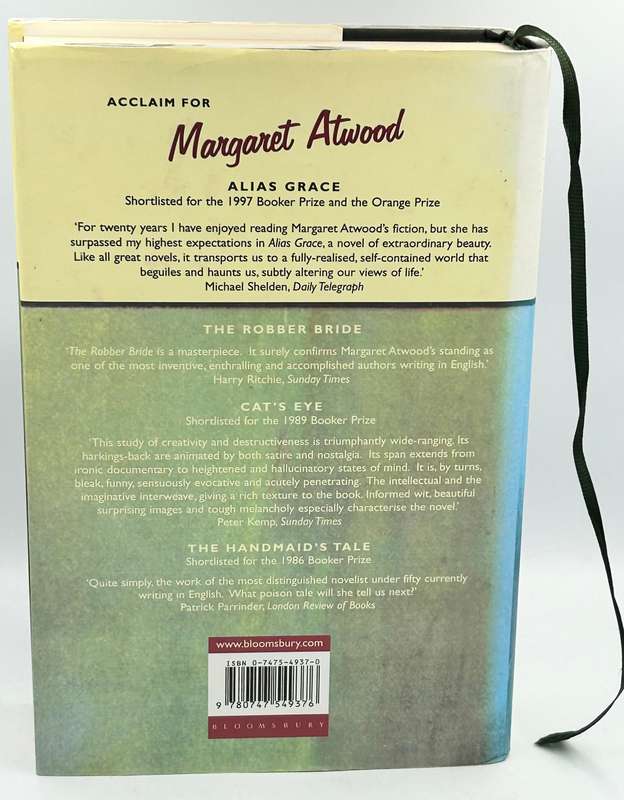 ACCLAIM FOR
Margaret Atwood
ALIAS GRACE
Shortlisted for the 1997 Booker Prize and the Orange Prize
‘For twenty years I have enjoyed reading Margaret Atwood’s fiction, but she has
surpassed my highest expectations in Alias Grace, a novel of extraordinary beauty.
Like all great novels, it transports us to a fully-realised, self-contained world that
beguiles and haunts us, subtly altering our views of life.’
Michael Shelden, Daily Telegraph
THE ROBBER BRIDE
‘The Robber Bride is a masterpiece. It surely confirms Margaret Atwood’s standing as
one of the most inventive, enthralling and accomplished authors writing in English.’
Harry Ritchie, Sunday Times
CAT’S EYE
Shortlisted for the 1989 Booker Prize
‘This study of creativity and destructiveness is triumphantly wide-ranging. Its
harkings-back are animated by both satire and nostalgia. Its span extends from
ironic documentary to heightened and hallucinatory states of mind. It is, by turns,
bleak, funny, sensuously evocative and acutely penetrating. The intellectual and the
imaginative interweave, giving a rich texture to the book. Informed wit, beautiful
surprising images and tough melancholy especially characterise the novel.’
Peter Kemp, Sunday Times
THE HANDMAID’S TALE
Shortlisted for the 1986 Booker Prize
‘Quite simply, the work of the most distinguished novelist under fifty currently
writing in English. What poison tale will she tell us next?’
Patrick Parrinder, London Review of Books
www.bloomsbury.com
ISBN 0-7475-4937-0
9 780747 549376
BLOOMSBURY